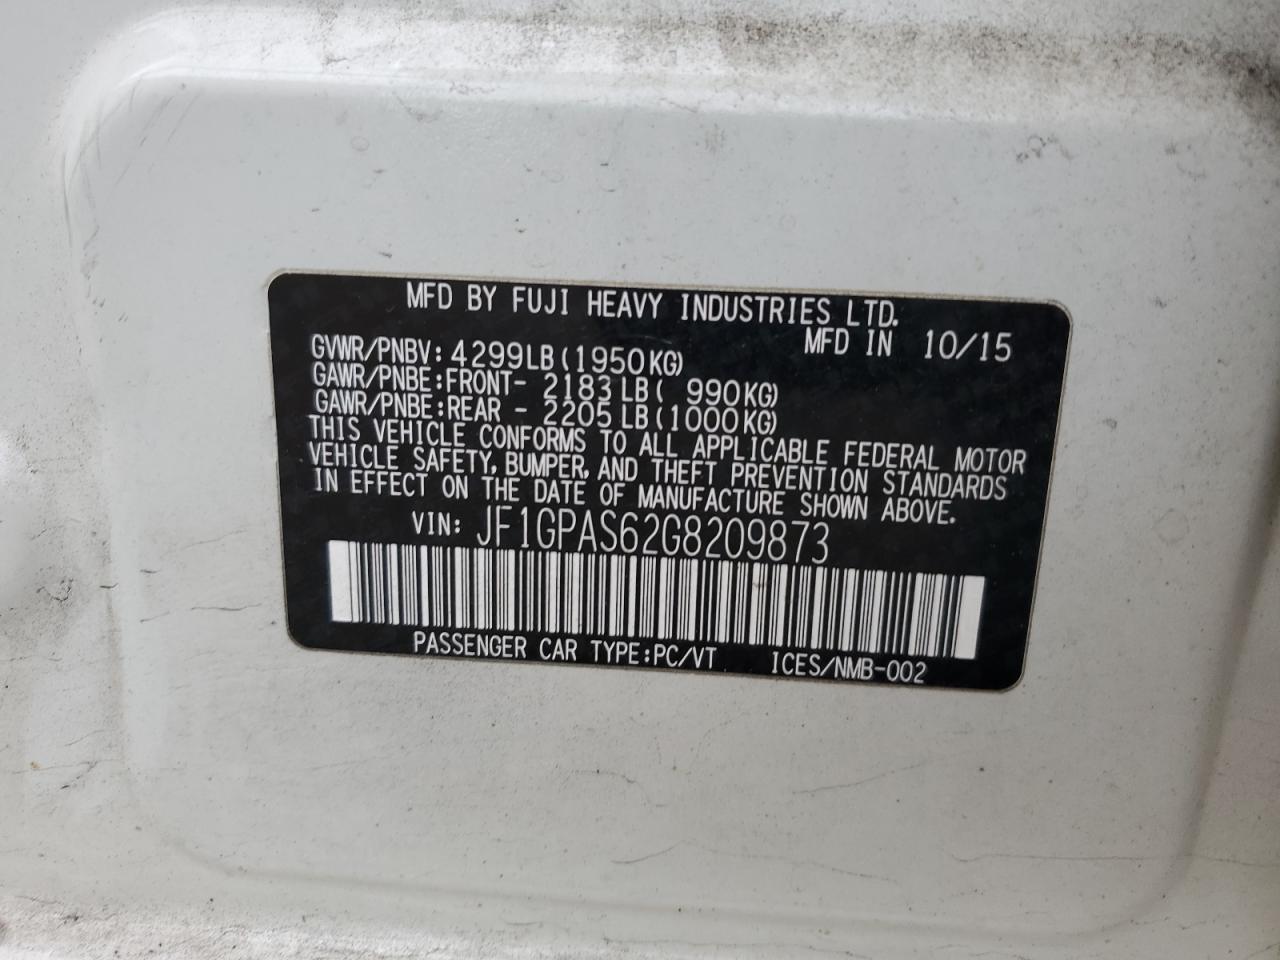 MFD BY FUJI HEAVY INDUSTRIES LTD.
MFD IN 10/15
GVWR/PNBV: 4299LB(1950KG)
GAWR/PNBE:FRONT- 2183LB( 990KG)
GAWR/PNBE:REAR - 2205LB(1000KG)
THIS VEHICLE CONFORMS TO ALL APPLICABLE FEDERAL MOTOR
VEHICLE SAFETY, BUMPER, AND THEFT PREVENTION STANDARDS
IN EFFECT ON THE DATE OF MANUFACTURE SHOWN ABOVE.
VIN: JF1GPAS62G8209873
PASSENGER CAR TYPE:PC/VT ICES/NMB-002